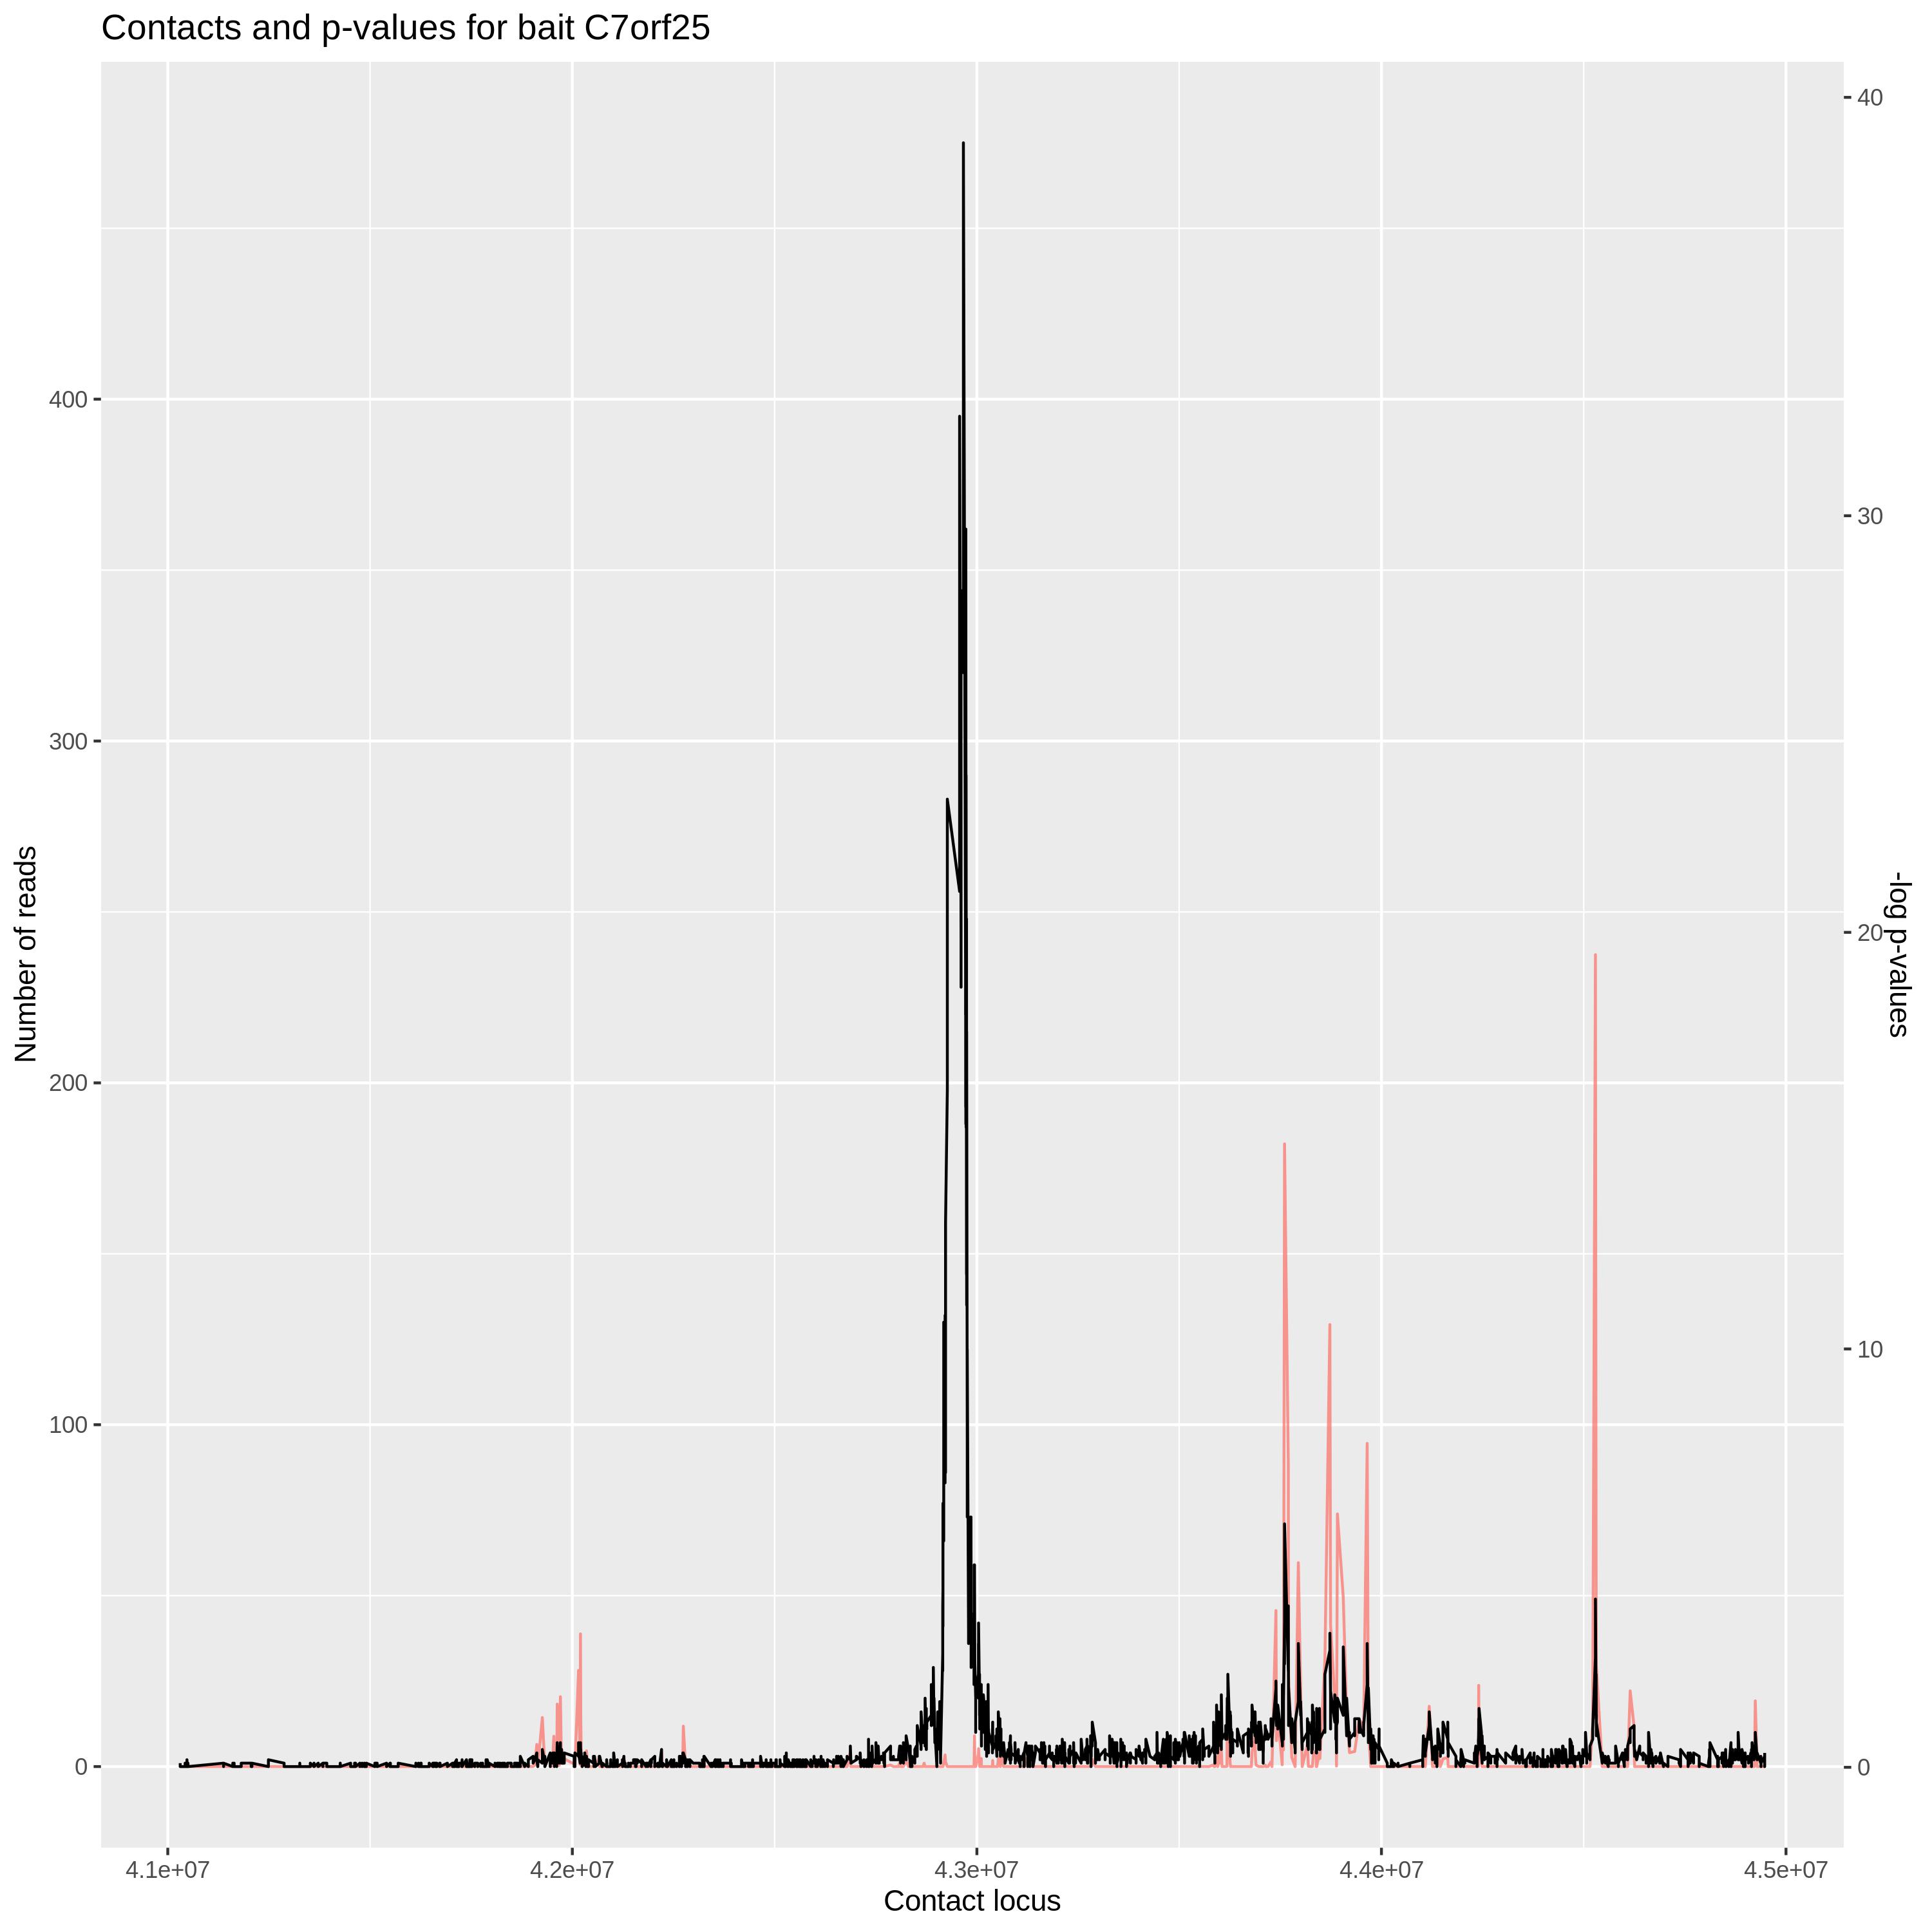 Contacts and p-values for bait C7orf25
Number of reads
400
300
200
100
0
40
30
20
10
0
-log p-values
4.1e+07 4.2e+07 4.3e+07 4.4e+07 4.5e+07
Contact locus